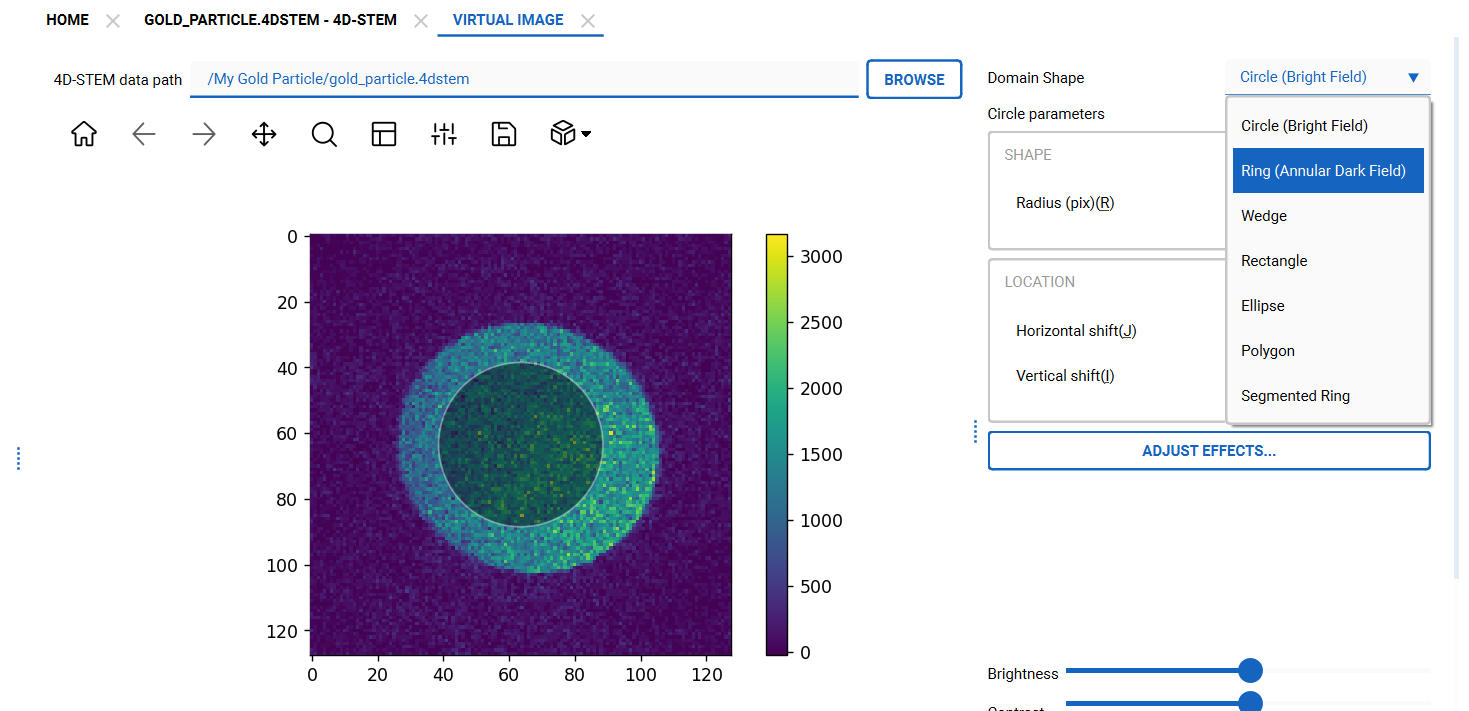 HOME GOLD_PARTICLE.4DSTEM - 4D-STEM VIRTUAL IMAGE
4D-STEM data path /My Gold Particle/gold_particle.4dstem BROWSE
Domain Shape Circle (Bright Field)
Circle parameters
SHAPE
Radius (pix)(R)
LOCATION
Horizontal shift(J)
Vertical shift(I)
Circle (Bright Field)
Ring (Annular Dark Field)
Wedge
Rectangle
Ellipse
Polygon
Segmented Ring
ADJUST EFFECTS...
0
20
40
60
80
100
120
0 20 40 60 80 100 120
3000
2500
2000
1500
1000
500
0
Brightness
Contrast